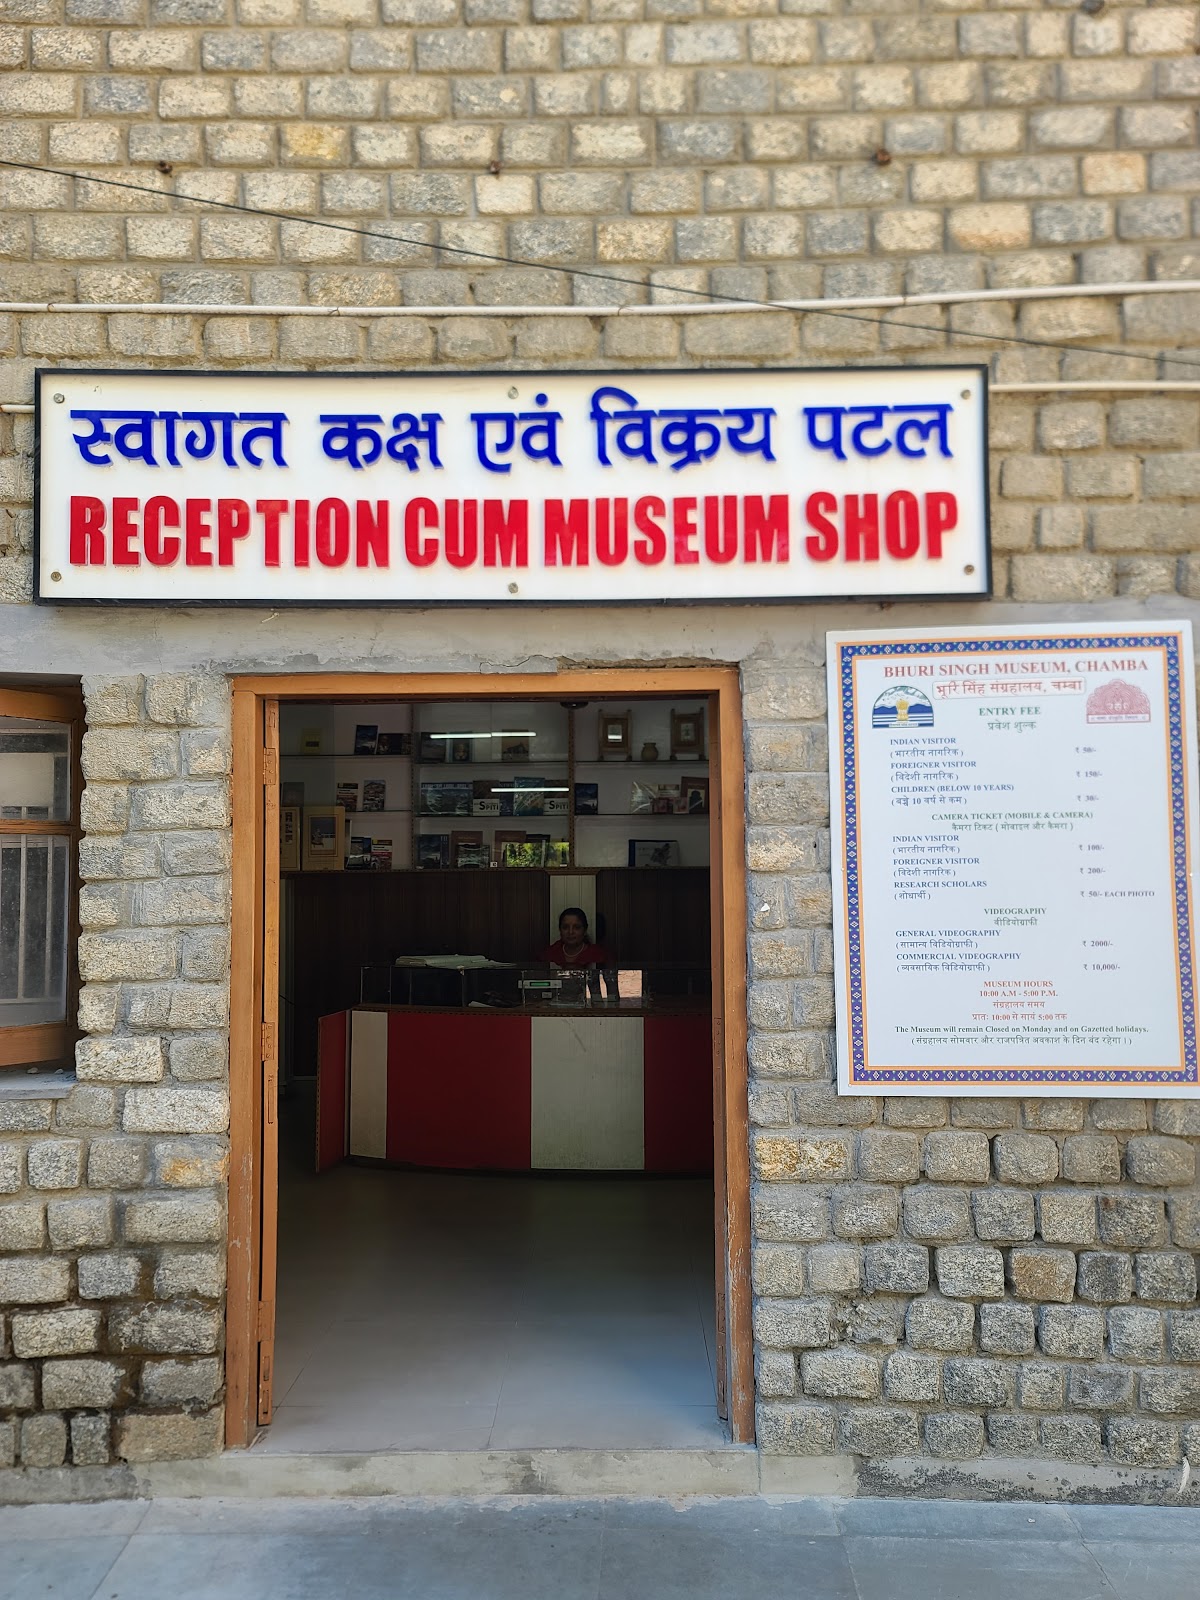 स्वागत कक्ष एवं विक्रय पटल
RECEPTION CUM MUSEUM SHOP
BHURI SINGH MUSEUM, CHAMBA
भूरि सिंह संग्रहालय, चम्बा
ENTRY FEE
प्रवेश शुल्क
INDIAN VISITOR
( भारतीय नागरिक ) ₹ 50/-
FOREIGNER VISITOR
( विदेशी नागरिक ) ₹ 150/-
CHILDREN (BELOW 10 YEARS)
( बच्चे 10 वर्ष से कम ) ₹ 30/-
CAMERA TICKET (MOBILE & CAMERA)
कैमरा टिकट ( मोबाइल और कैमरा )
INDIAN VISITOR
( भारतीय नागरिक ) ₹ 100/-
FOREIGNER VISITOR
( विदेशी नागरिक ) ₹ 200/-
RESEARCH SCHOLARS
( शोधार्थी ) ₹ 50/- EACH PHOTO
VIDEOGRAPHY
वीडियोग्राफी
GENERAL VIDEOGRAPHY
( सामान्य विडियोग्राफी ) ₹ 2000/-
COMMERCIAL VIDEOGRAPHY
( व्यवसायिक विडियोग्राफी ) ₹ 10,000/-
MUSEUM HOURS
10:00 A.M - 5:00 P.M.
संग्रहालय समय
प्रातः 10:00 से सायं 5:00 तक
The Museum will remain Closed on Monday and on Gazetted holidays.
( संग्रहालय सोमवार और राजपत्रित अवकाश के दिन बंद रहेगा । )
SPITI
SPITI